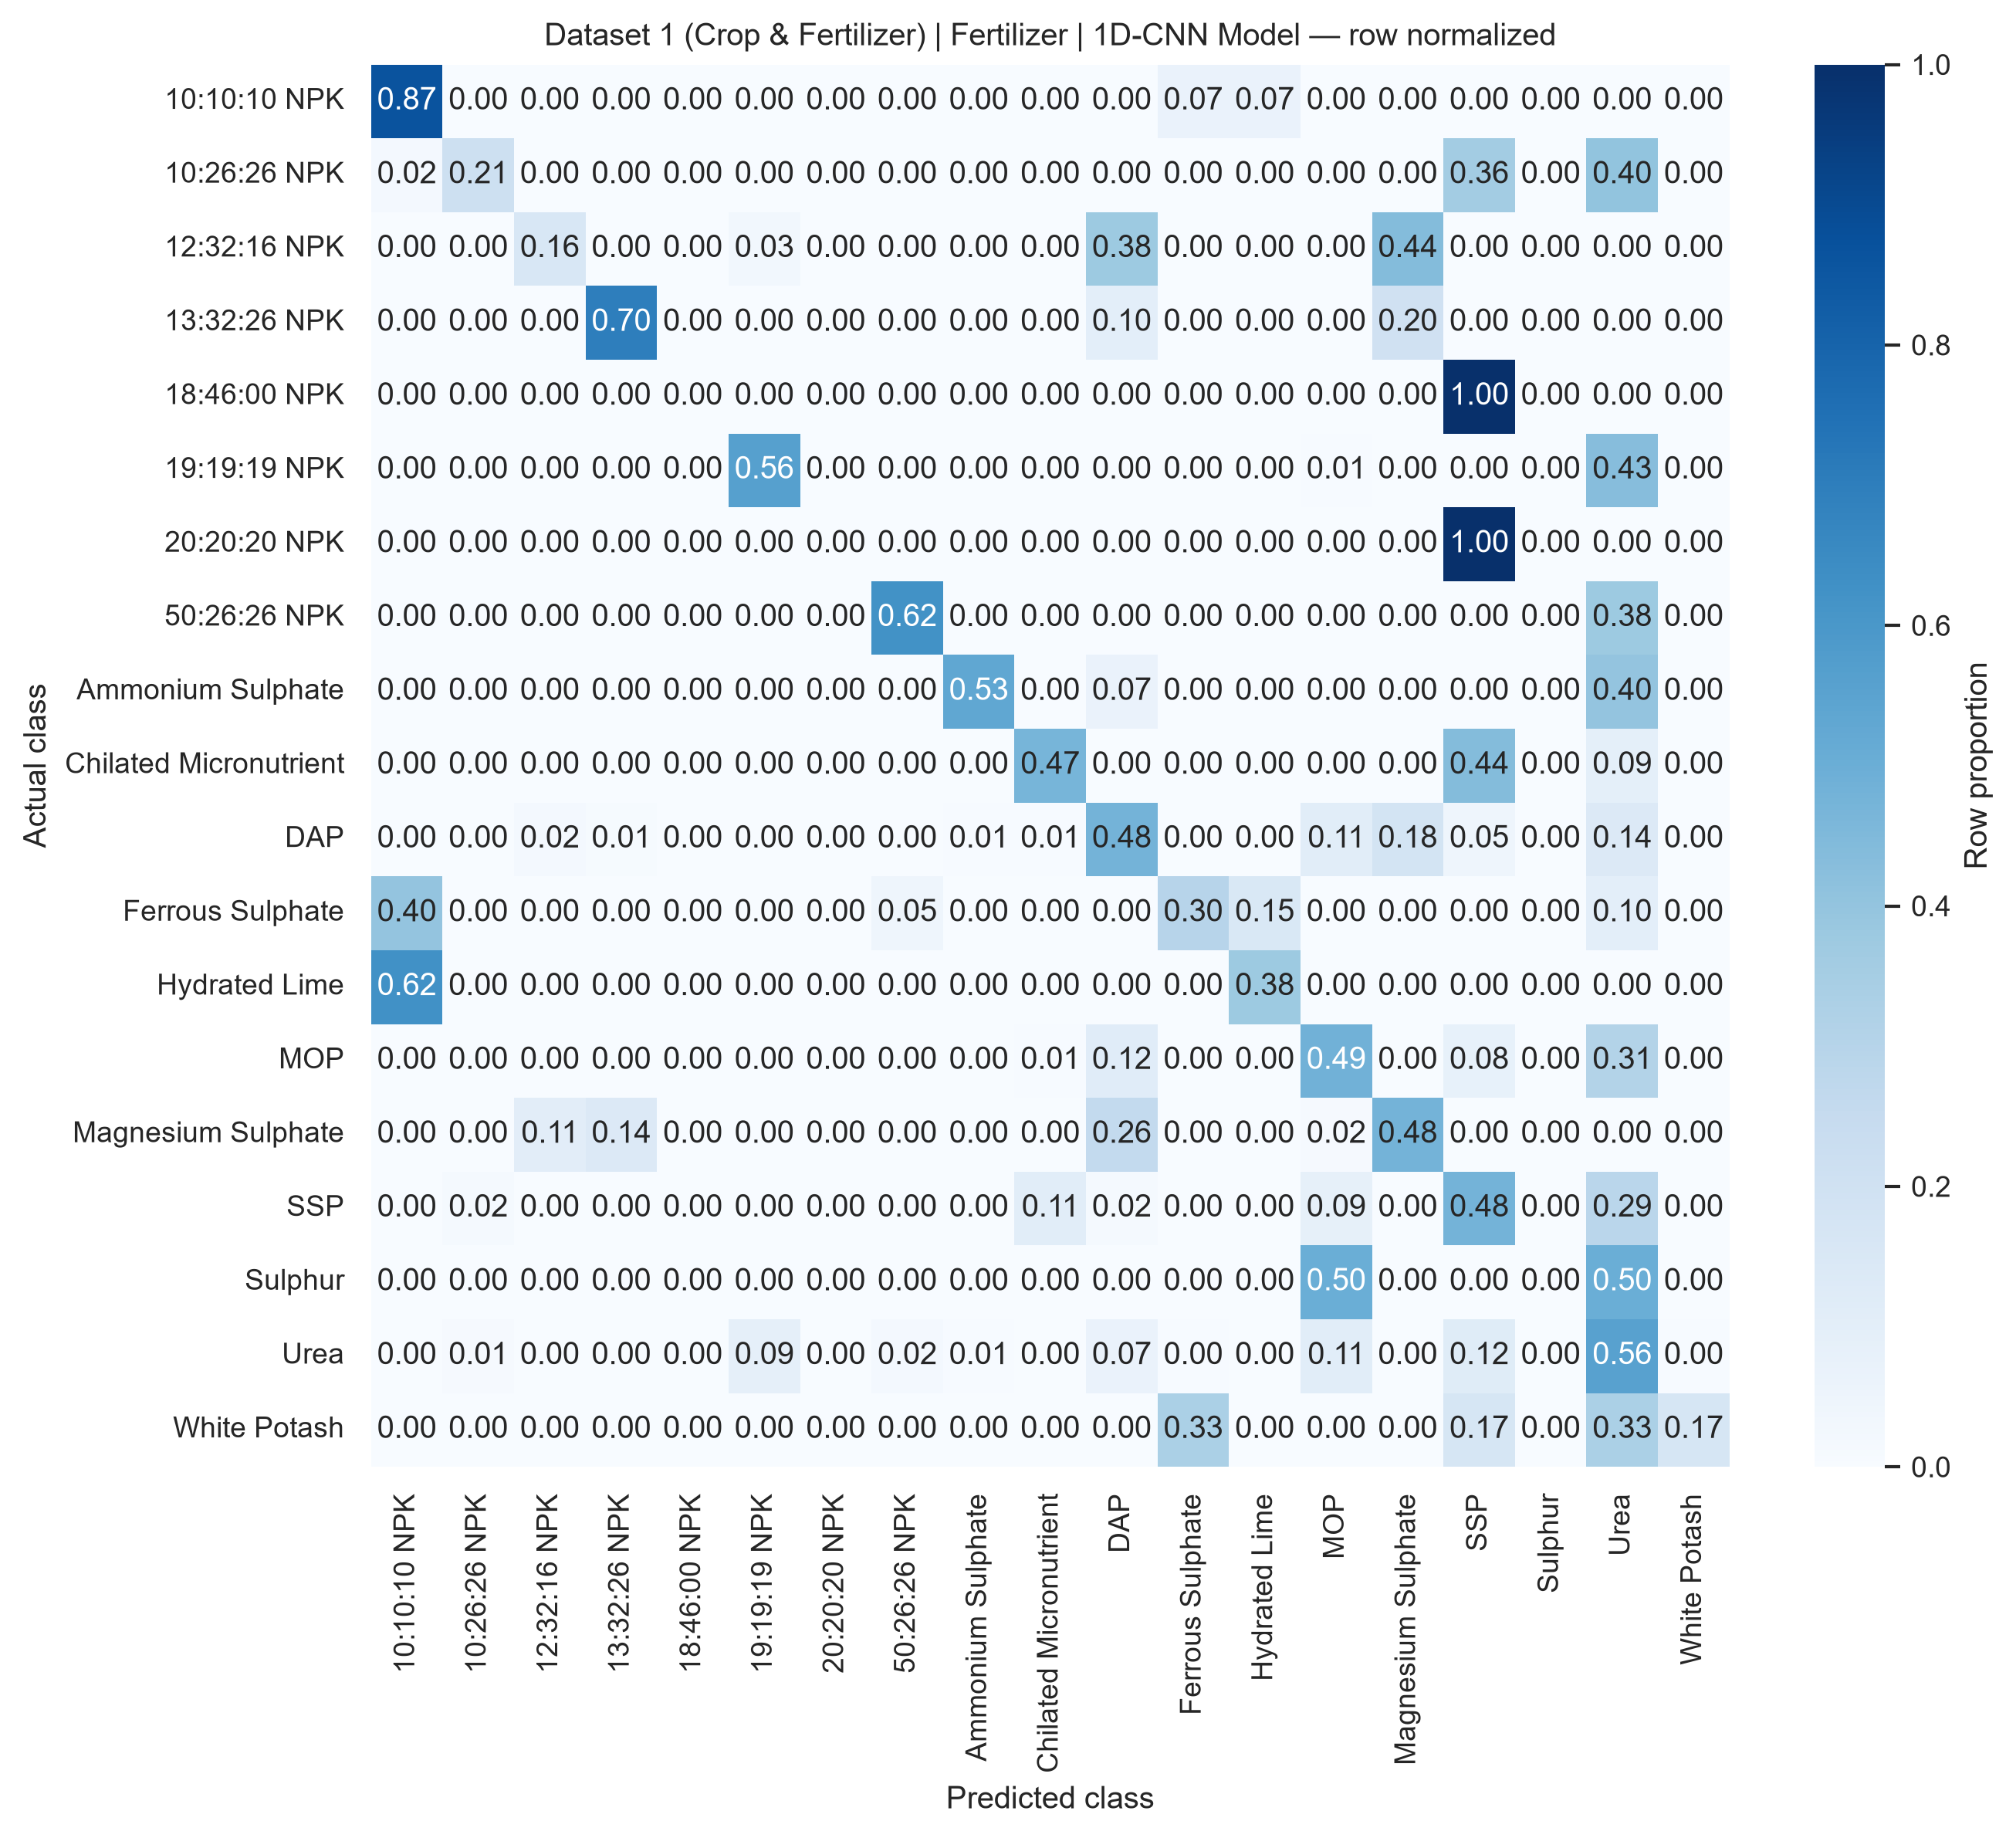 Dataset 1 (Crop & Fertilizer) | Fertilizer | 1D-CNN Model — row normalized
10:10:10 NPK 0.87 0.00 0.00 0.00 0.00 0.00 0.00 0.00 0.00 0.00 0.00 0.07 0.07 0.00 0.00 0.00 0.00 0.00 0.00
10:26:26 NPK 0.02 0.21 0.00 0.00 0.00 0.00 0.00 0.00 0.00 0.00 0.00 0.00 0.00 0.00 0.00 0.36 0.00 0.40 0.00
12:32:16 NPK 0.00 0.00 0.16 0.00 0.00 0.03 0.00 0.00 0.00 0.00 0.38 0.00 0.00 0.00 0.44 0.00 0.00 0.00 0.00
13:32:26 NPK 0.00 0.00 0.00 0.70 0.00 0.00 0.00 0.00 0.00 0.00 0.10 0.00 0.00 0.00 0.20 0.00 0.00 0.00 0.00
18:46:00 NPK 0.00 0.00 0.00 0.00 0.00 0.00 0.00 0.00 0.00 0.00 0.00 0.00 0.00 0.00 0.00 1.00 0.00 0.00 0.00
19:19:19 NPK 0.00 0.00 0.00 0.00 0.00 0.56 0.00 0.00 0.00 0.00 0.00 0.00 0.00 0.01 0.00 0.00 0.00 0.43 0.00
20:20:20 NPK 0.00 0.00 0.00 0.00 0.00 0.00 0.00 0.00 0.00 0.00 0.00 0.00 0.00 0.00 0.00 1.00 0.00 0.00 0.00
50:26:26 NPK 0.00 0.00 0.00 0.00 0.00 0.00 0.00 0.62 0.00 0.00 0.00 0.00 0.00 0.00 0.00 0.00 0.00 0.38 0.00
Ammonium Sulphate 0.00 0.00 0.00 0.00 0.00 0.00 0.00 0.00 0.53 0.00 0.07 0.00 0.00 0.00 0.00 0.00 0.00 0.40 0.00
Chilated Micronutrient 0.00 0.00 0.00 0.00 0.00 0.00 0.00 0.00 0.00 0.47 0.00 0.00 0.00 0.00 0.00 0.44 0.00 0.09 0.00
DAP 0.00 0.00 0.02 0.01 0.00 0.00 0.00 0.00 0.01 0.01 0.48 0.00 0.00 0.11 0.18 0.05 0.00 0.14 0.00
Ferrous Sulphate 0.40 0.00 0.00 0.00 0.00 0.00 0.00 0.05 0.00 0.00 0.00 0.30 0.15 0.00 0.00 0.00 0.00 0.10 0.00
Hydrated Lime 0.62 0.00 0.00 0.00 0.00 0.00 0.00 0.00 0.00 0.00 0.00 0.00 0.38 0.00 0.00 0.00 0.00 0.00 0.00
MOP 0.00 0.00 0.00 0.00 0.00 0.00 0.00 0.00 0.00 0.01 0.12 0.00 0.00 0.49 0.00 0.08 0.00 0.31 0.00
Magnesium Sulphate 0.00 0.00 0.11 0.14 0.00 0.00 0.00 0.00 0.00 0.00 0.26 0.00 0.00 0.02 0.48 0.00 0.00 0.00 0.00
SSP 0.00 0.02 0.00 0.00 0.00 0.00 0.00 0.00 0.00 0.11 0.02 0.00 0.00 0.09 0.00 0.48 0.00 0.29 0.00
Sulphur 0.00 0.00 0.00 0.00 0.00 0.00 0.00 0.00 0.00 0.00 0.00 0.00 0.00 0.50 0.00 0.00 0.00 0.50 0.00
Urea 0.00 0.01 0.00 0.00 0.00 0.09 0.00 0.02 0.01 0.00 0.07 0.00 0.00 0.11 0.00 0.12 0.00 0.56 0.00
White Potash 0.00 0.00 0.00 0.00 0.00 0.00 0.00 0.00 0.00 0.00 0.00 0.33 0.00 0.00 0.00 0.17 0.00 0.33 0.17
Actual class
10:10:10 NPK
10:26:26 NPK
12:32:16 NPK
13:32:26 NPK
18:46:00 NPK
19:19:19 NPK
20:20:20 NPK
50:26:26 NPK
Ammonium Sulphate
Chilated Micronutrient
DAP
Ferrous Sulphate
Hydrated Lime
MOP
Magnesium Sulphate
SSP
Sulphur
Urea
White Potash
Predicted class
1.0
0.8
0.6
0.4
0.2
0.0
Row proportion